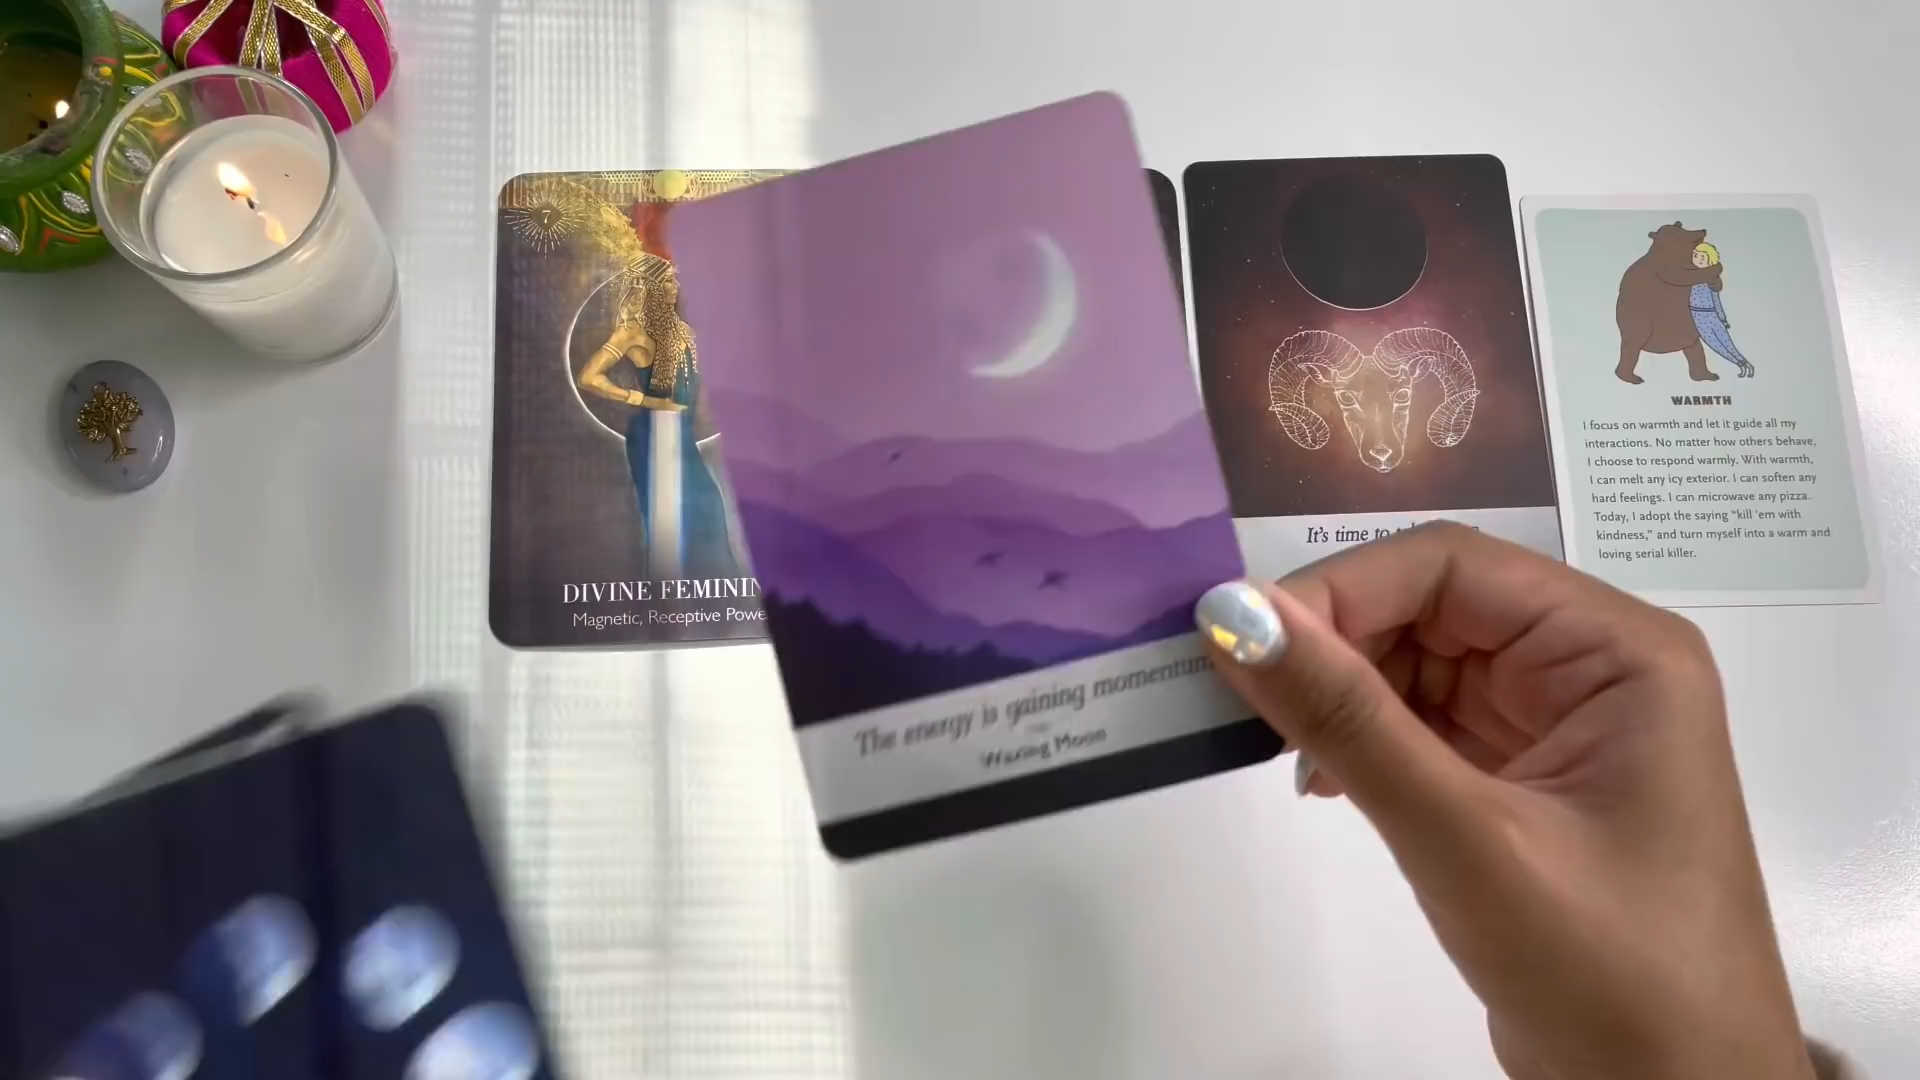 7
DIVINE FEMININ
Magnetic, Receptive Powe
The energy is gaining momentum
Waxing Moon
It's time to
WARMTH
I focus on warmth and let it guide all my
interactions. No matter how others behave,
I choose to respond warmly. With warmth,
I can melt any icy exterior. I can soften any
hard feelings. I can microwave any pizza.
Today, I adopt the saying "kill 'em with
kindness," and turn myself into a warm and
loving serial killer.